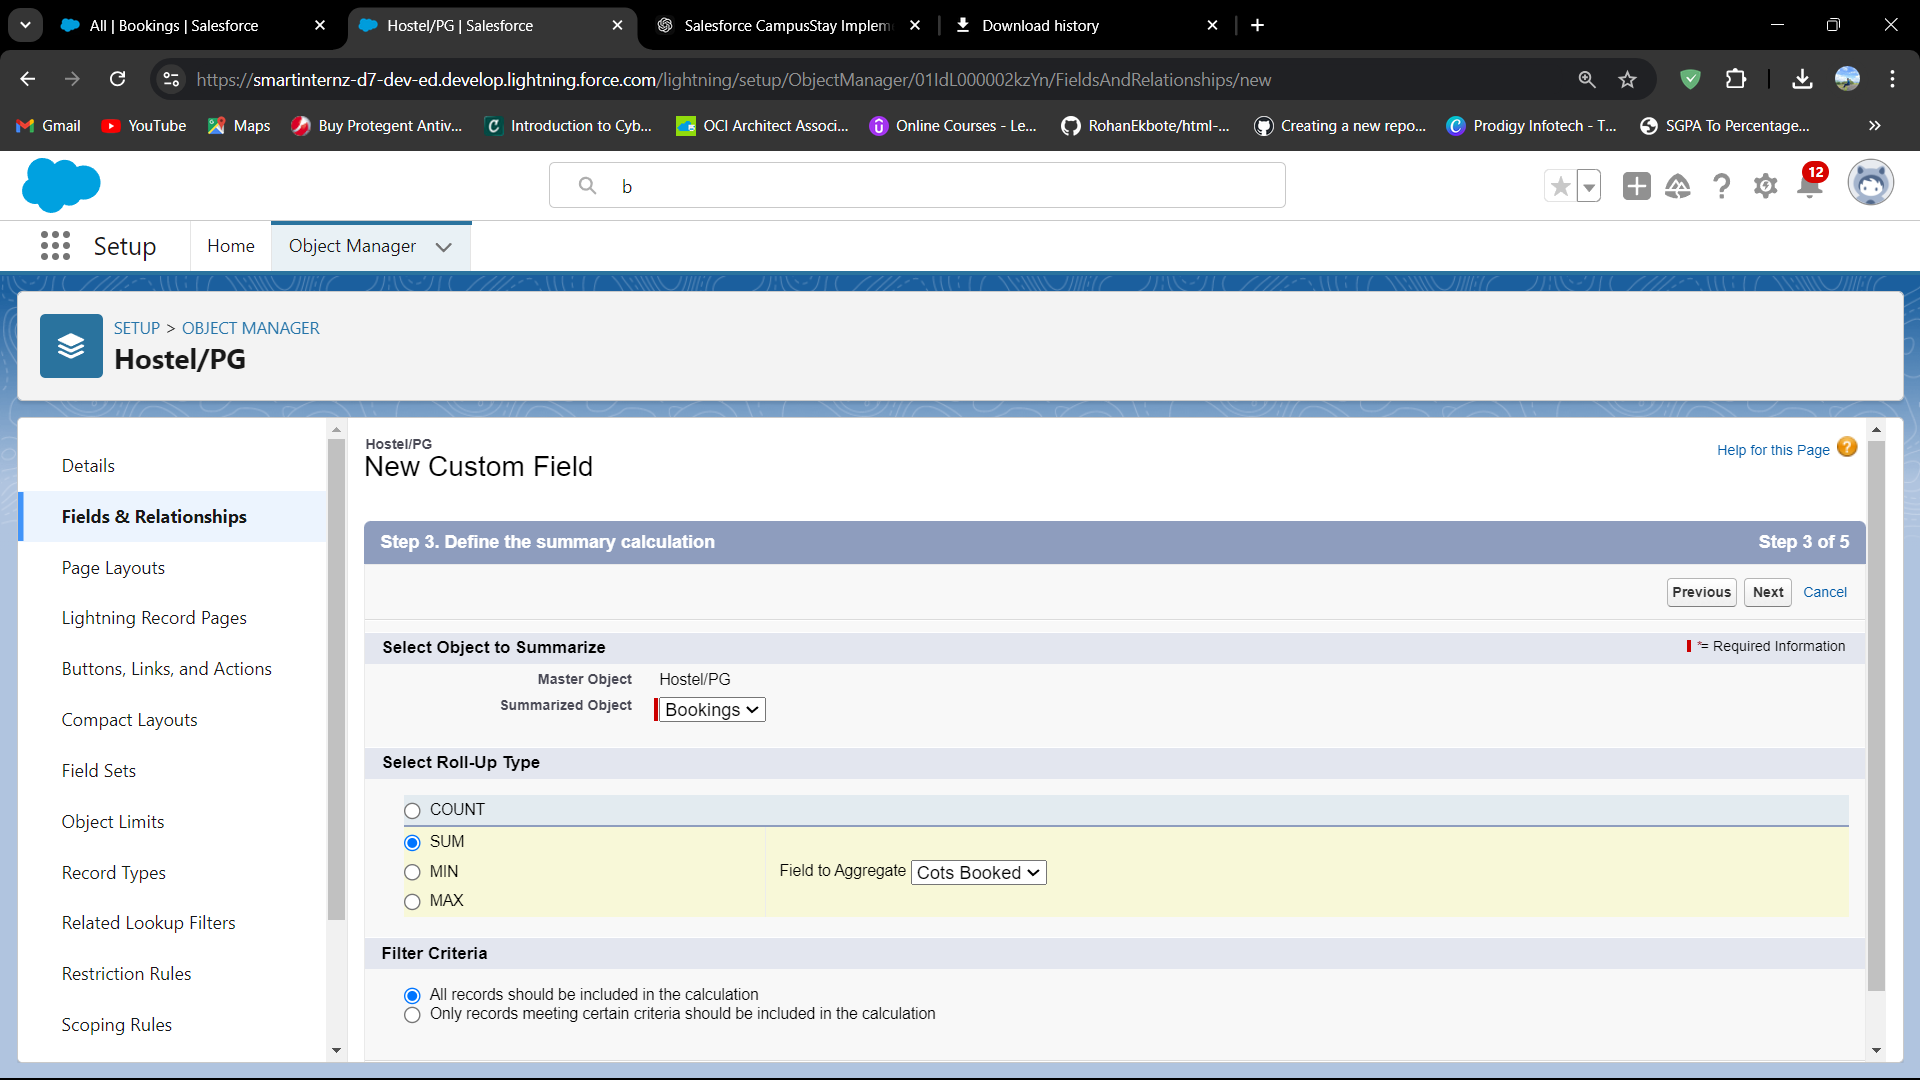 All | Bookings | Salesforce
Hostel/PG | Salesforce
Salesforce CampusStay Implem
Download history
https://smartinternz-d7-dev-ed.develop.lightning.force.com/lightning/setup/ObjectManager/01IdL000002kzYn/FieldsAndRelationships/new
Gmail
YouTube
Maps
Buy Protegent Antiv...
Introduction to Cyb...
OCI Architect Associ...
Online Courses - Le...
RohanEkbote/html-...
Creating a new repo...
Prodigy Infotech - T...
SGPA To Percentage...
b
12
Setup
Home
Object Manager
SETUP > OBJECT MANAGER
Hostel/PG
Details
Fields & Relationships
Page Layouts
Lightning Record Pages
Buttons, Links, and Actions
Compact Layouts
Field Sets
Object Limits
Record Types
Related Lookup Filters
Restriction Rules
Scoping Rules
Hostel/PG
New Custom Field
Help for this Page
Step 3. Define the summary calculation
Step 3 of 5
Previous
Next
Cancel
Select Object to Summarize
*= Required Information
Master Object Hostel/PG
Summarized Object Bookings
Select Roll-Up Type
COUNT
SUM
MIN
MAX
Field to Aggregate Cots Booked
Filter Criteria
All records should be included in the calculation
Only records meeting certain criteria should be included in the calculation